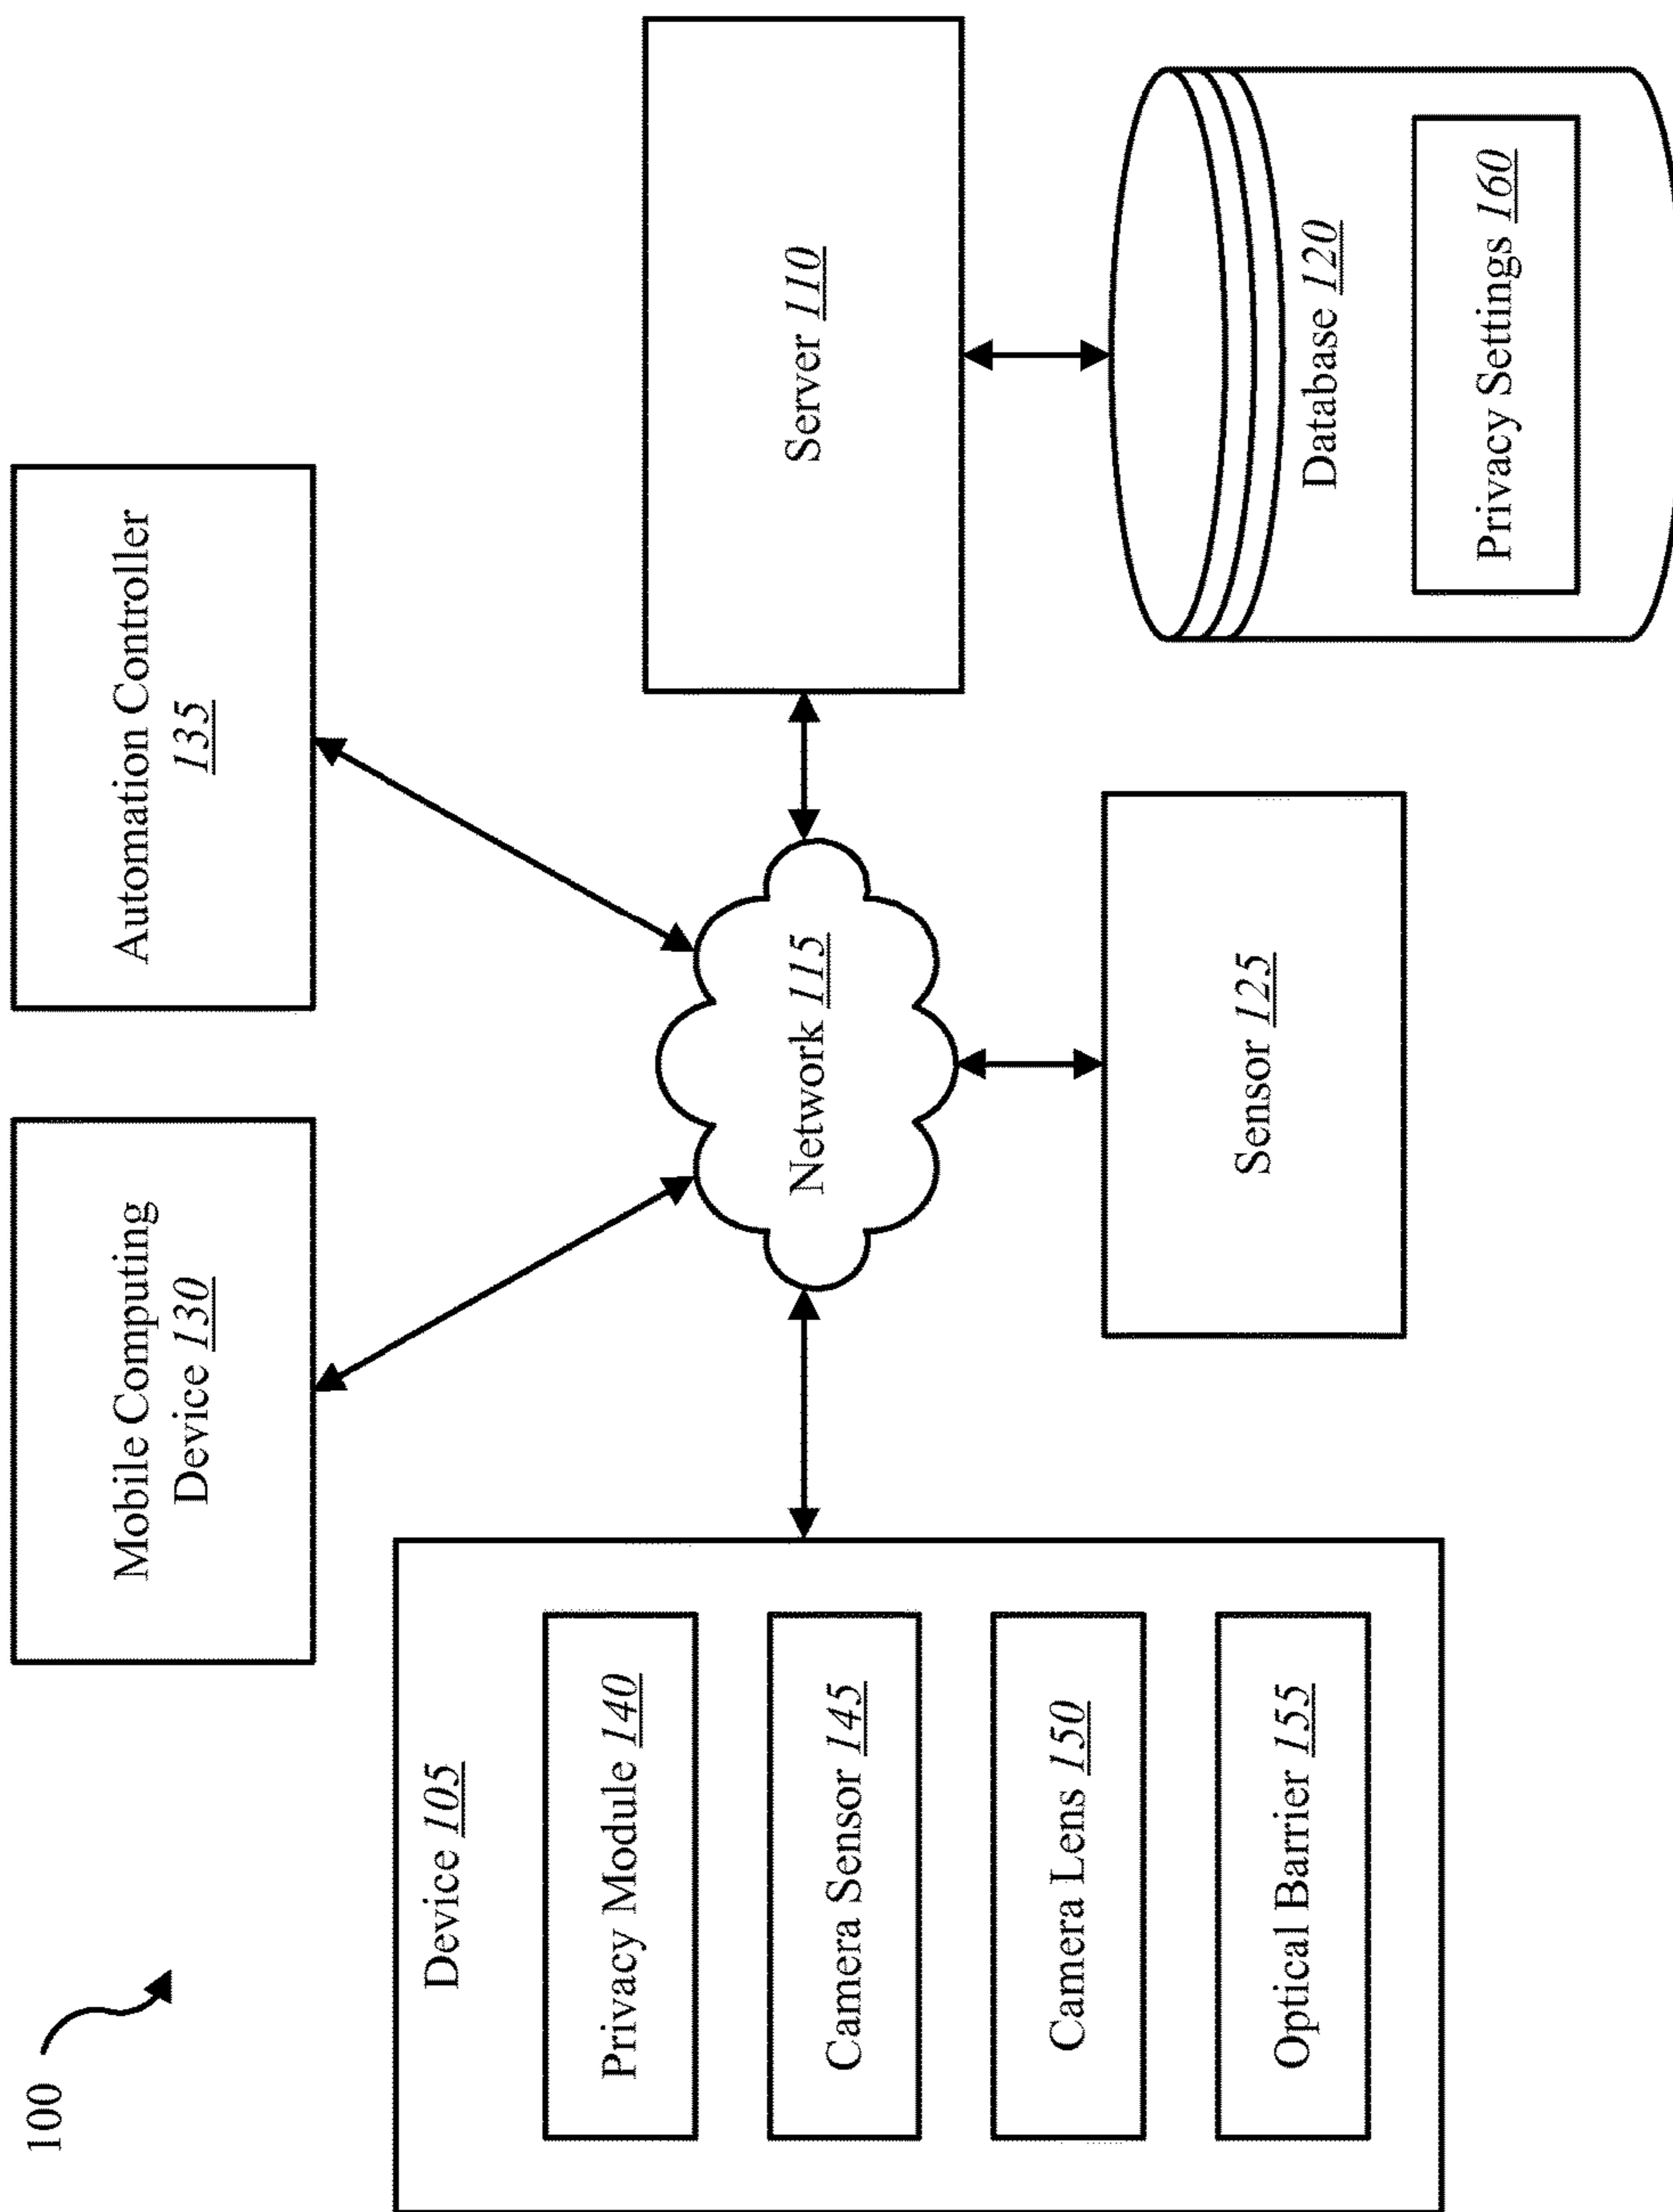 100
Mobile Computing
Device 130
Automation Controller
135
Device 105
Privacy Module 140
Camera Sensor 145
Camera Lens 150
Optical Barrier 155
Network 115
Server 110
Sensor 125
Database 120
Privacy Settings 160